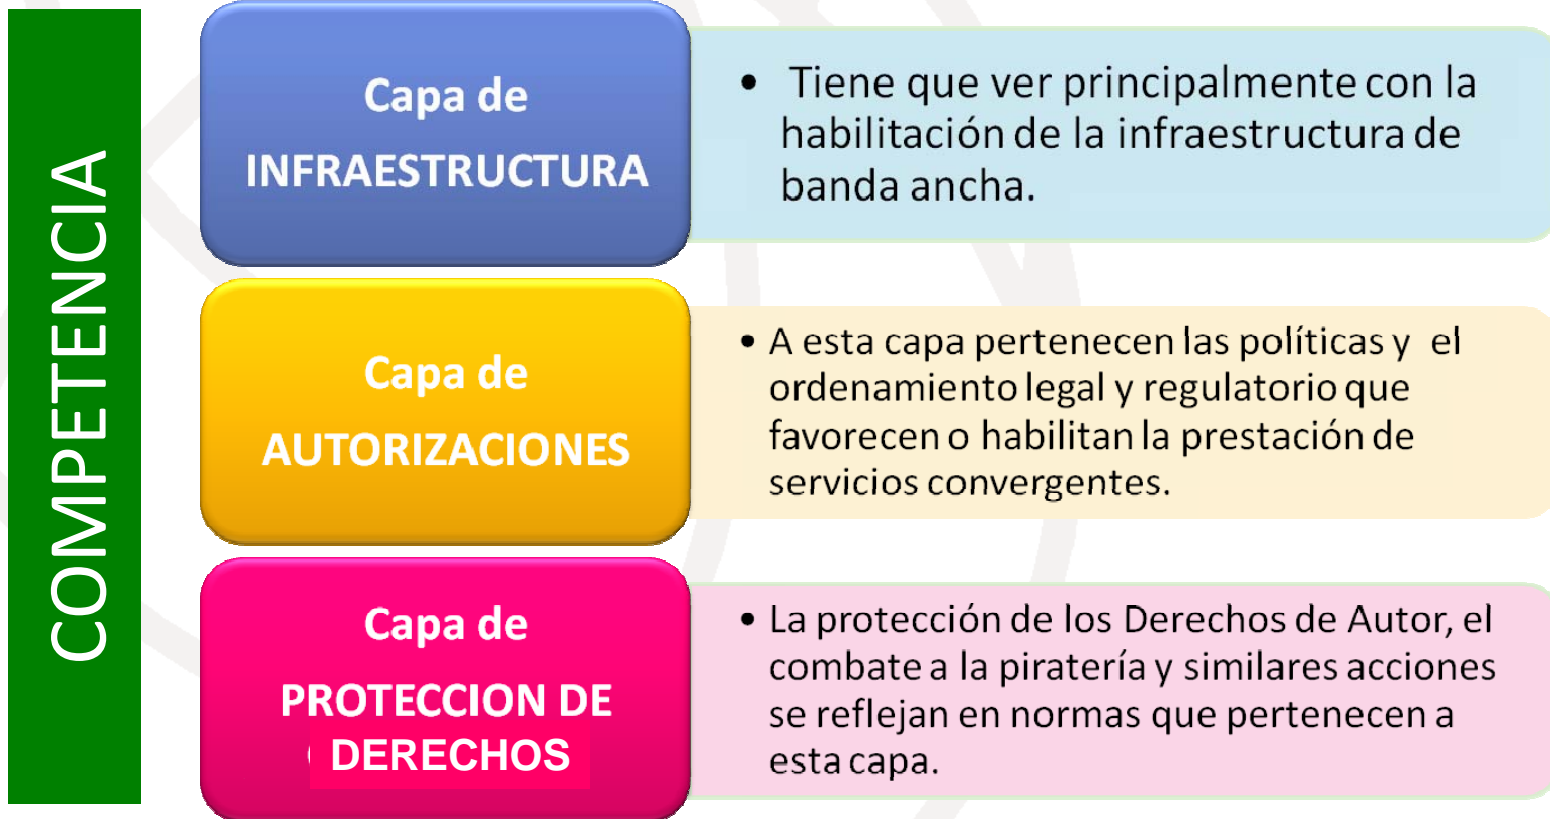 COMPETENCIA
Capa de
INFRAESTRUCTURA
• Tiene que ver principalmente con la
habilitación de la infraestructura de
banda ancha.
Capa de
AUTORIZACIONES
• A esta capa pertenecen las políticas y el
ordenamiento legal y regulatorio que
favorecen o habilitan la prestación de
servicios convergentes.
Capa de
PROTECCION DE
DERECHOS
• La protección de los Derechos de Autor, el
combate a la piratería y similares acciones
se reflejan en normas que pertenecen a
esta capa.